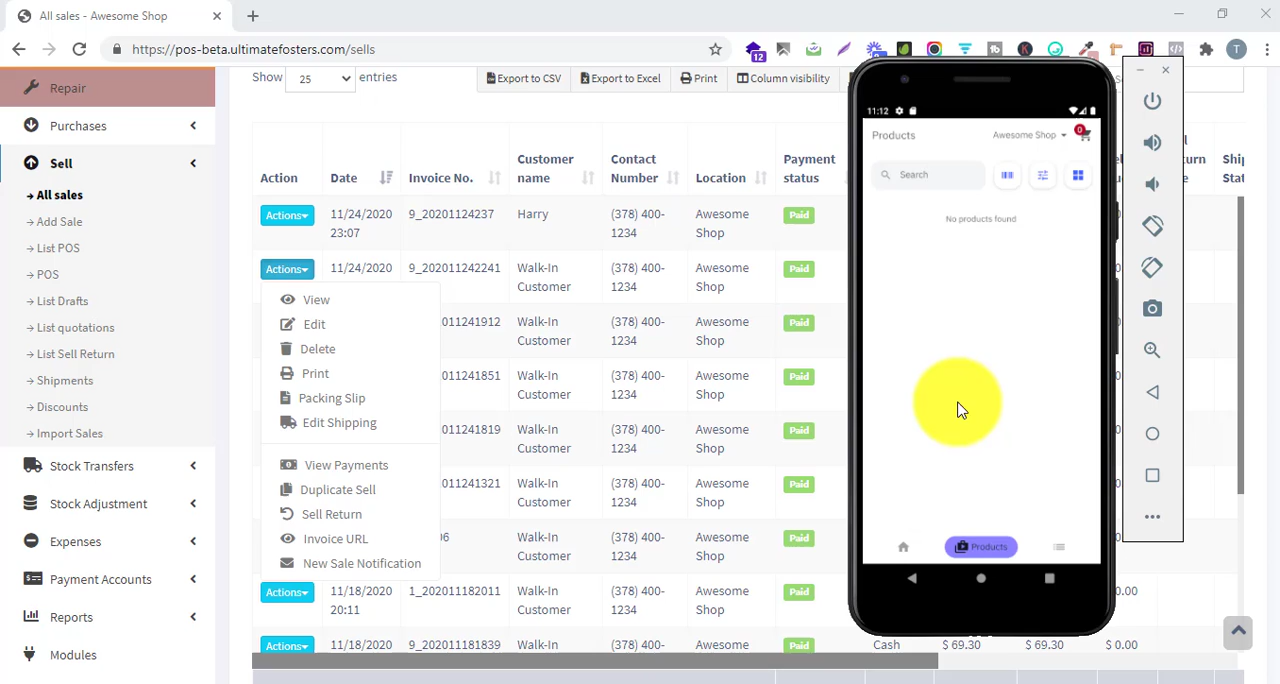 All sales - Awesome Shop
https://pos-beta.ultimatefosters.com/sells
12
T
Repair
Purchases
Sell
All sales
Add Sale
List POS
POS
List Drafts
List quotations
List Sell Return
Shipments
Discounts
Import Sales
Stock Transfers
Stock Adjustment
Expenses
Payment Accounts
Reports
Modules
Show 25 entries
Export to CSV
Export to Excel
Print
Column visibility
Action
Date
Invoice No.
Customer name
Contact Number
Location
Payment status
Actions
11/24/2020 23:07
9_20201124237
Harry
(378) 400-1234
Awesome Shop
Paid
Actions
11/24/2020
9_202011242241
Walk-In Customer
(378) 400-1234
Awesome Shop
Paid
View
Edit
Delete
Print
Packing Slip
Edit Shipping
View Payments
Duplicate Sell
Sell Return
Invoice URL
New Sale Notification
011241912
Walk-In Customer
(378) 400-1234
Awesome Shop
Paid
011241851
Walk-In Customer
(378) 400-1234
Awesome Shop
Paid
011241819
Walk-In Customer
(378) 400-1234
Awesome Shop
Paid
011241321
Walk-In Customer
(378) 400-1234
Awesome Shop
Paid
06
Walk-In Customer
(378) 400-1234
Awesome Shop
Paid
Actions
11/18/2020 20:11
1_202011182011
Walk-In Customer
(378) 400-1234
Awesome Shop
Paid
0.00
Actions
11/18/2020
9_202011181839
Walk-In
(378) 400-
Awesome
Paid
Cash
$ 69.30
$ 69.30
$ 0.00
11:12
Products
Awesome Shop
0
Search
No products found
Products